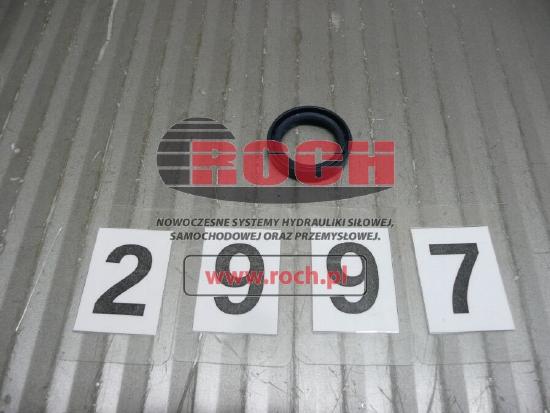 ROCH
NOWOCZESNE SYSTEMY HYDRAULIKI SIŁOWEJ,
SAMOCHODOWEJ ORAZ PRZEMYSŁOWEJ.
www.roch.pl
2 9 9 7